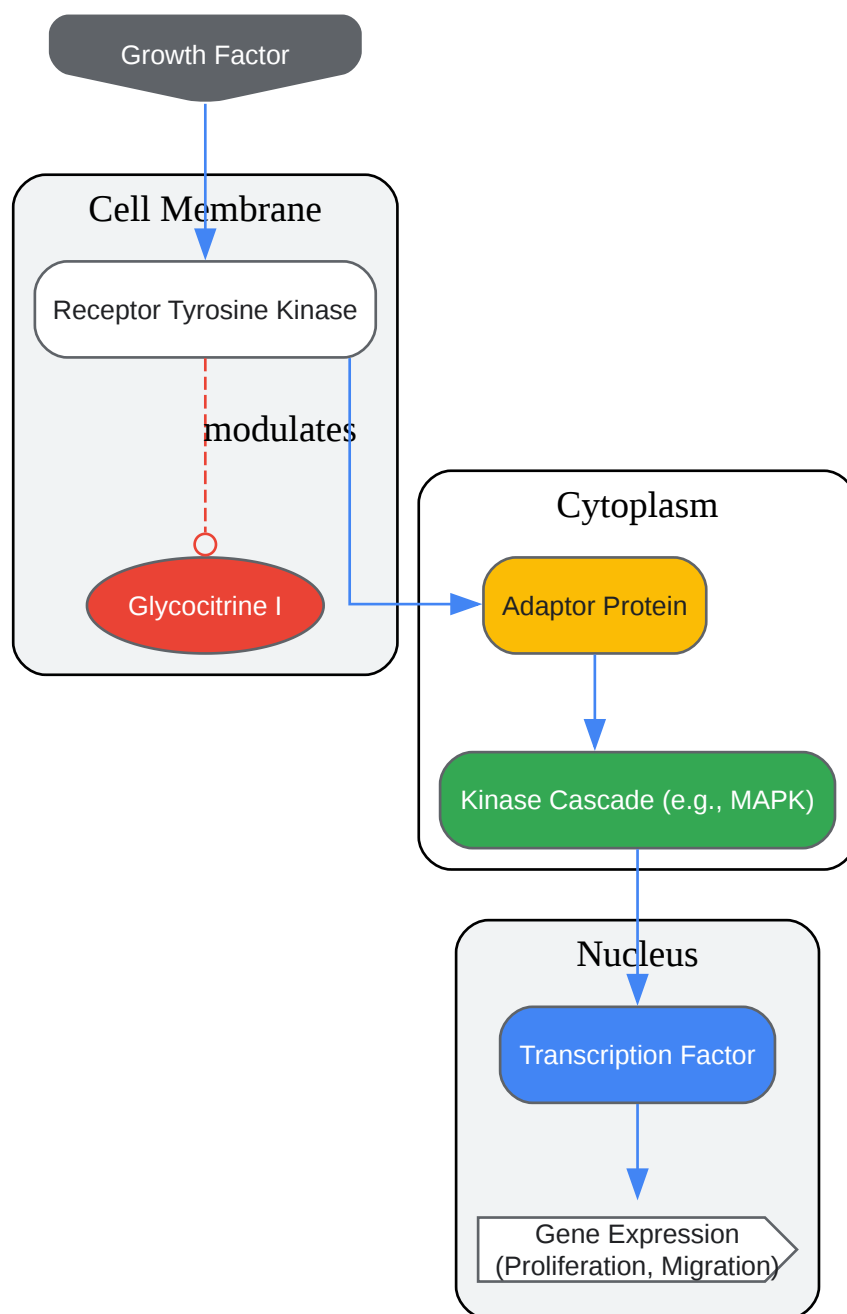 Growth Factor
Cell Membrane
Receptor Tyrosine Kinase
modulates
Glycocitrine I
Cytoplasm
Adaptor Protein
Kinase Cascade (e.g., MAPK)
Nucleus
Transcription Factor
Gene Expression
(Proliferation, Migration)